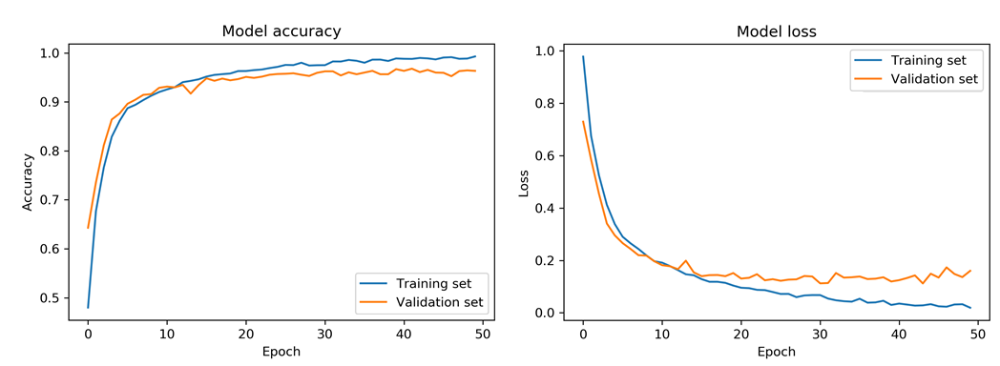 Model accuracy
1.0
0.9
0.8
0.7
0.6
0.5
Accuracy
0 10 20 30 40 50
Epoch
Training set
Validation set
Model loss
1.0
0.8
0.6
0.4
0.2
0.0
Loss
0 10 20 30 40 50
Epoch
Training set
Validation set